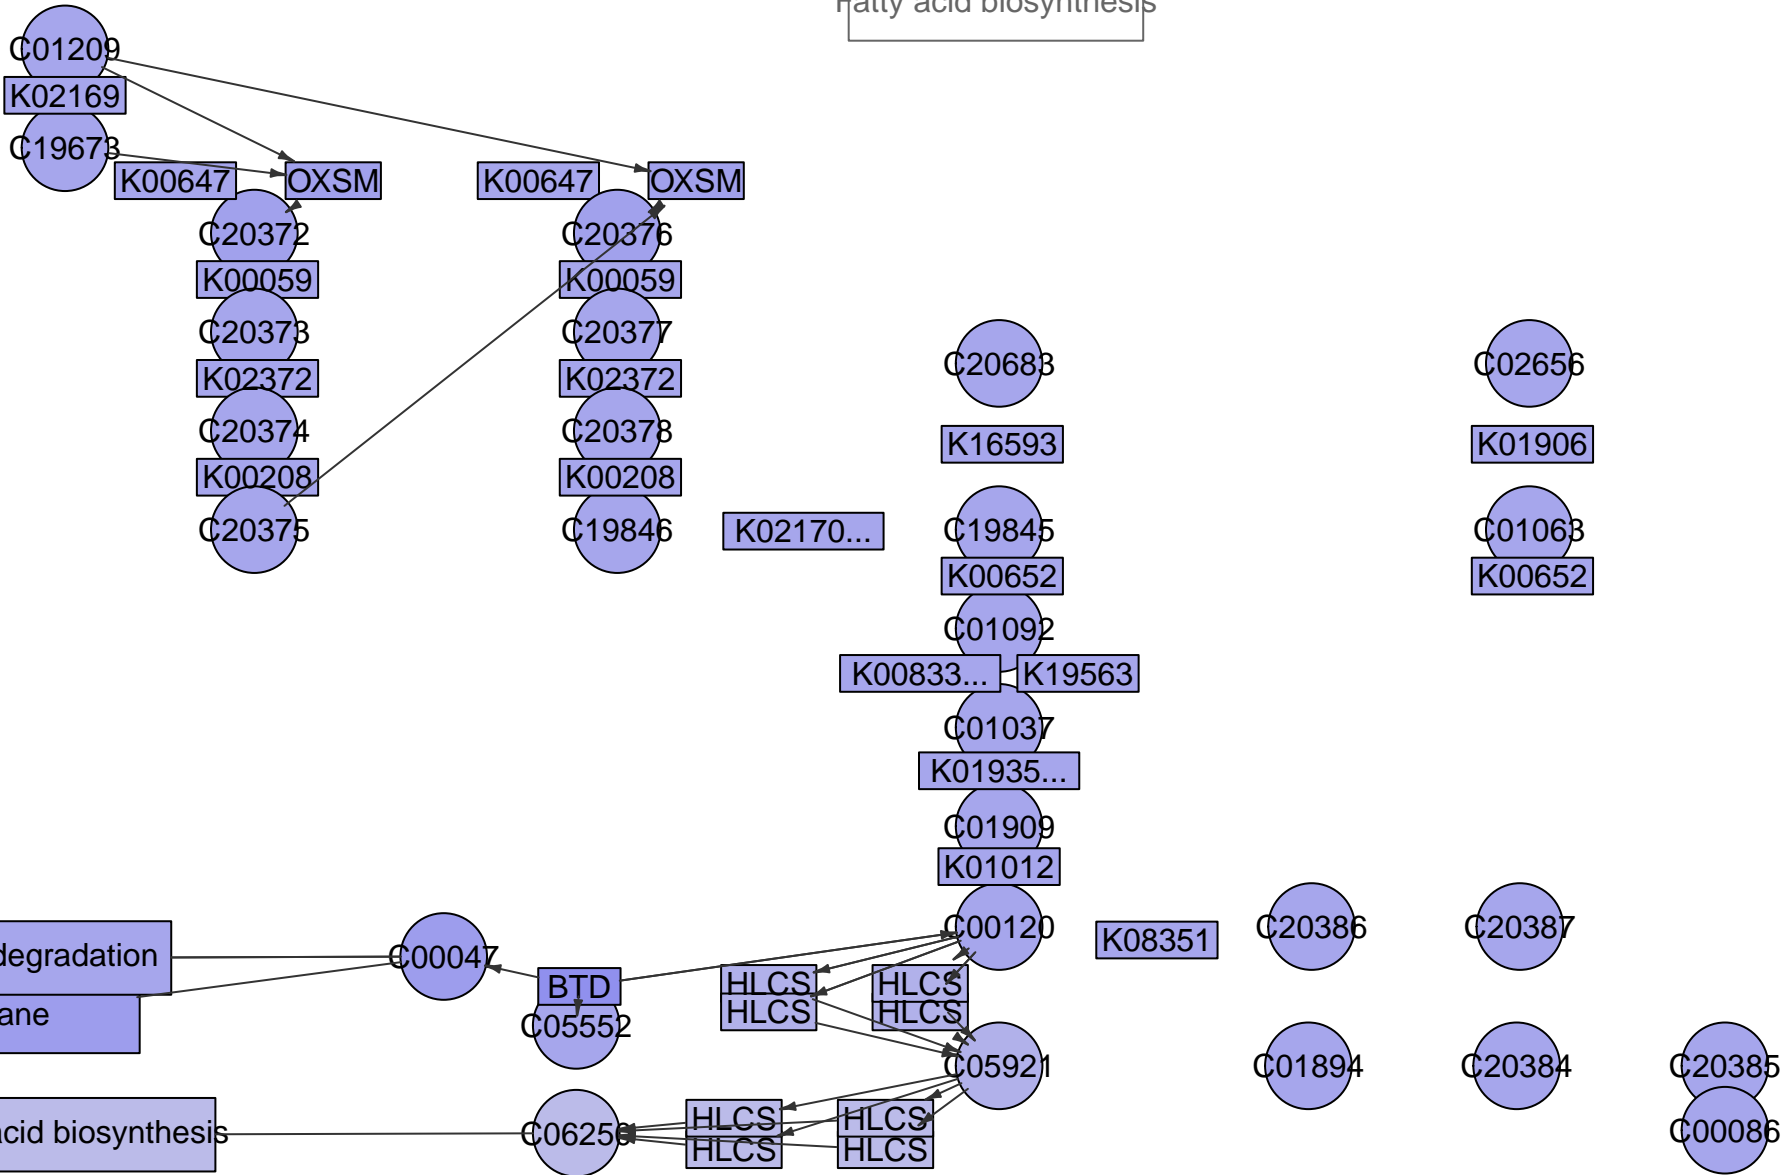 Fatty acid biosynthesis
C01209
K02169
C19673
K00647
OXSM
K00647
OXSM
C20372
C20376
K00059
K00059
C20373
C20377
C20683
C02656
K02372
K02372
C20374
C20378
K16593
K01906
K00208
K00208
C20375
C19846
K02170...
C19845
C01063
K00652
K00652
C01092
K00833...
K19563
C01037
K01935...
C01909
K01012
C00120
C20386
C20387
K08351
degradation
C00047
BTD
HLCS
HLCS
ane
C05552
HLCS
HLCS
C05921
C01894
C20384
C20385
acid biosynthesis
C06250
HLCS
HLCS
HLCS
HLCS
C00086